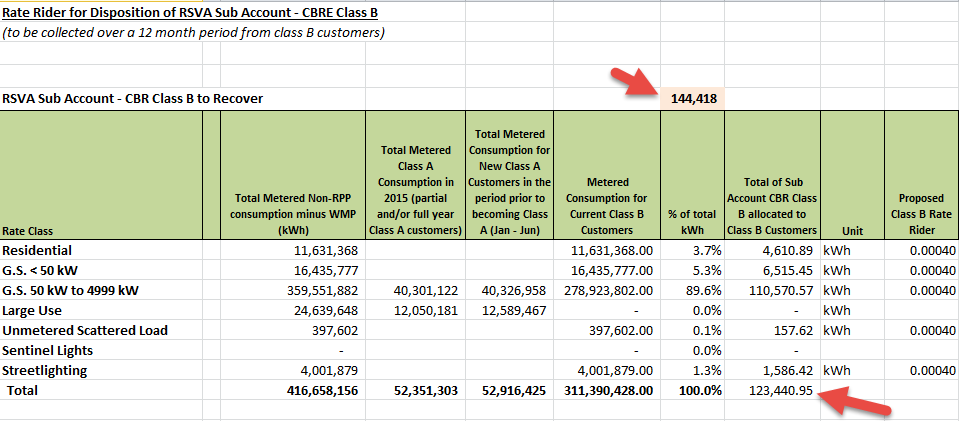 Rate Rider for Disposition of RSVA Sub Account - CBRE Class B
(to be collected over a 12 month period from class B customers)
RSVA Sub Account - CBR Class B to Recover 144,418
Total Metered
Total Metered Consumption for
Class A New Class A
Consumption in Customers in the Metered Total of Sub
Total Metered Non-RPP 2015 (partial period prior to Consumption for Account CBR Class Proposed
consumption minus WMP and/or full year becoming Class Current Class B % of total B allocated to Class B Rate
Rate Class (kWh) Class A customers) A (Jan - Jun) Customers kWh Class B Customers Unit Rider
Residential 11,631,368 11,631,368.00 3.7% 4,610.89 kWh 0.00040
G.S. < 50 kW 16,435,777 16,435,777.00 5.3% 6,515.45 kWh 0.00040
G.S. 50 kW to 4999 kW 359,551,882 40,301,122 40,326,958 278,923,802.00 89.6% 110,570.57 kWh 0.00040
Large Use 24,639,648 12,050,181 12,589,467 - 0.0% - kWh
Unmetered Scattered Load 397,602 397,602.00 0.1% 157.62 kWh 0.00040
Sentinel Lights - - 0.0% -
Streetlighting 4,001,879 4,001,879.00 1.3% 1,586.42 kWh 0.00040
Total 416,658,156 52,351,303 52,916,425 311,390,428.00 100.0% 123,440.95